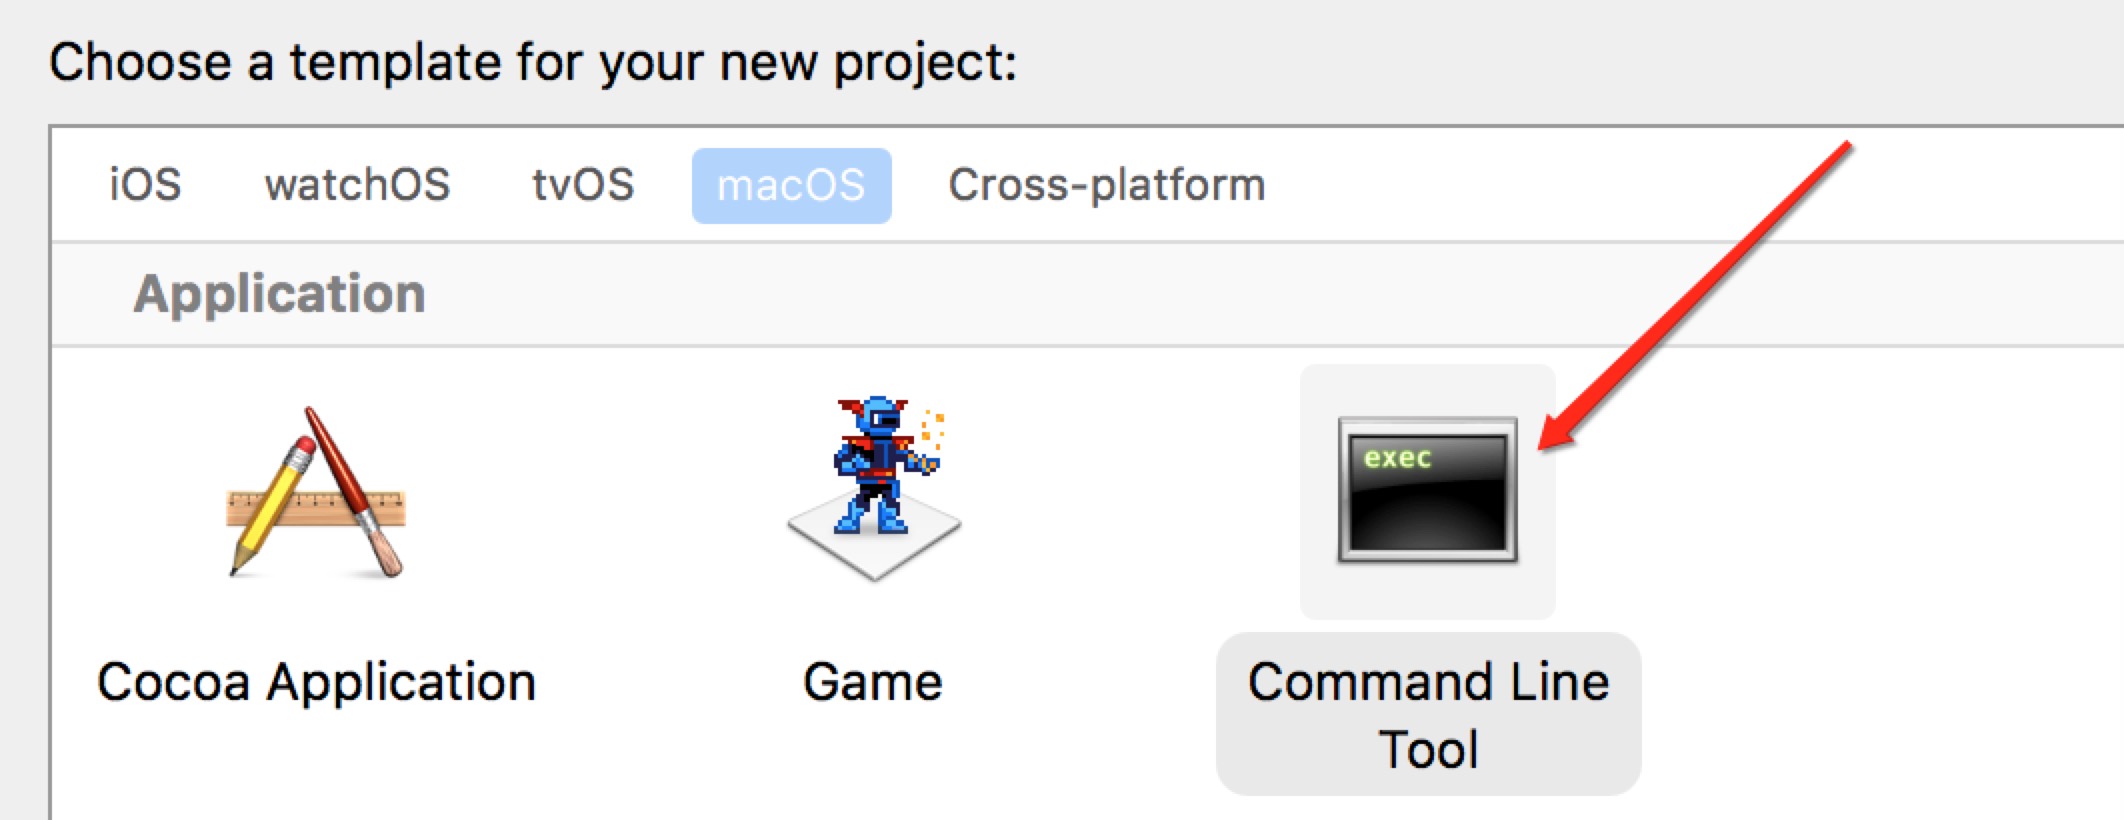 Choose a template for your new project:
iOS watchOS tvOS macOS Cross-platform
Application
exec
Cocoa Application Game Command Line
Tool